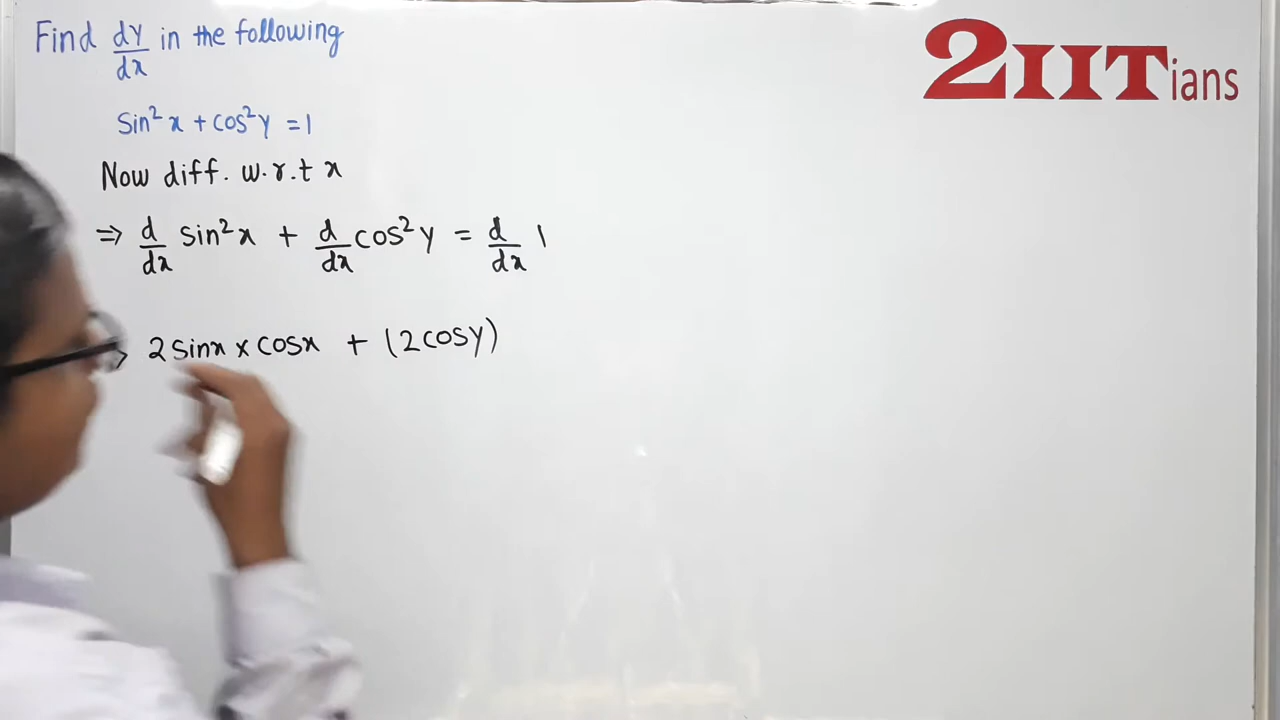 Find dy/dx in the following
2IITians
Sin²x + cos²y = 1
Now diff. w.r.t x
⇒ d/dx sin²x + d/dx cos²y = d/dx 1
2 sinx × cosx + (2cosy)